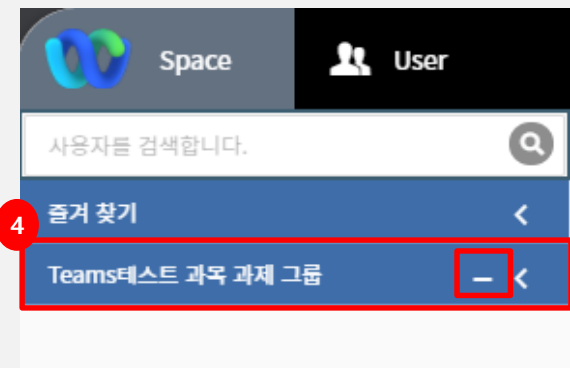 Space
User
사용자를 검색합니다.
즐겨 찾기
4
Teams테스트 과목 과제 그룹